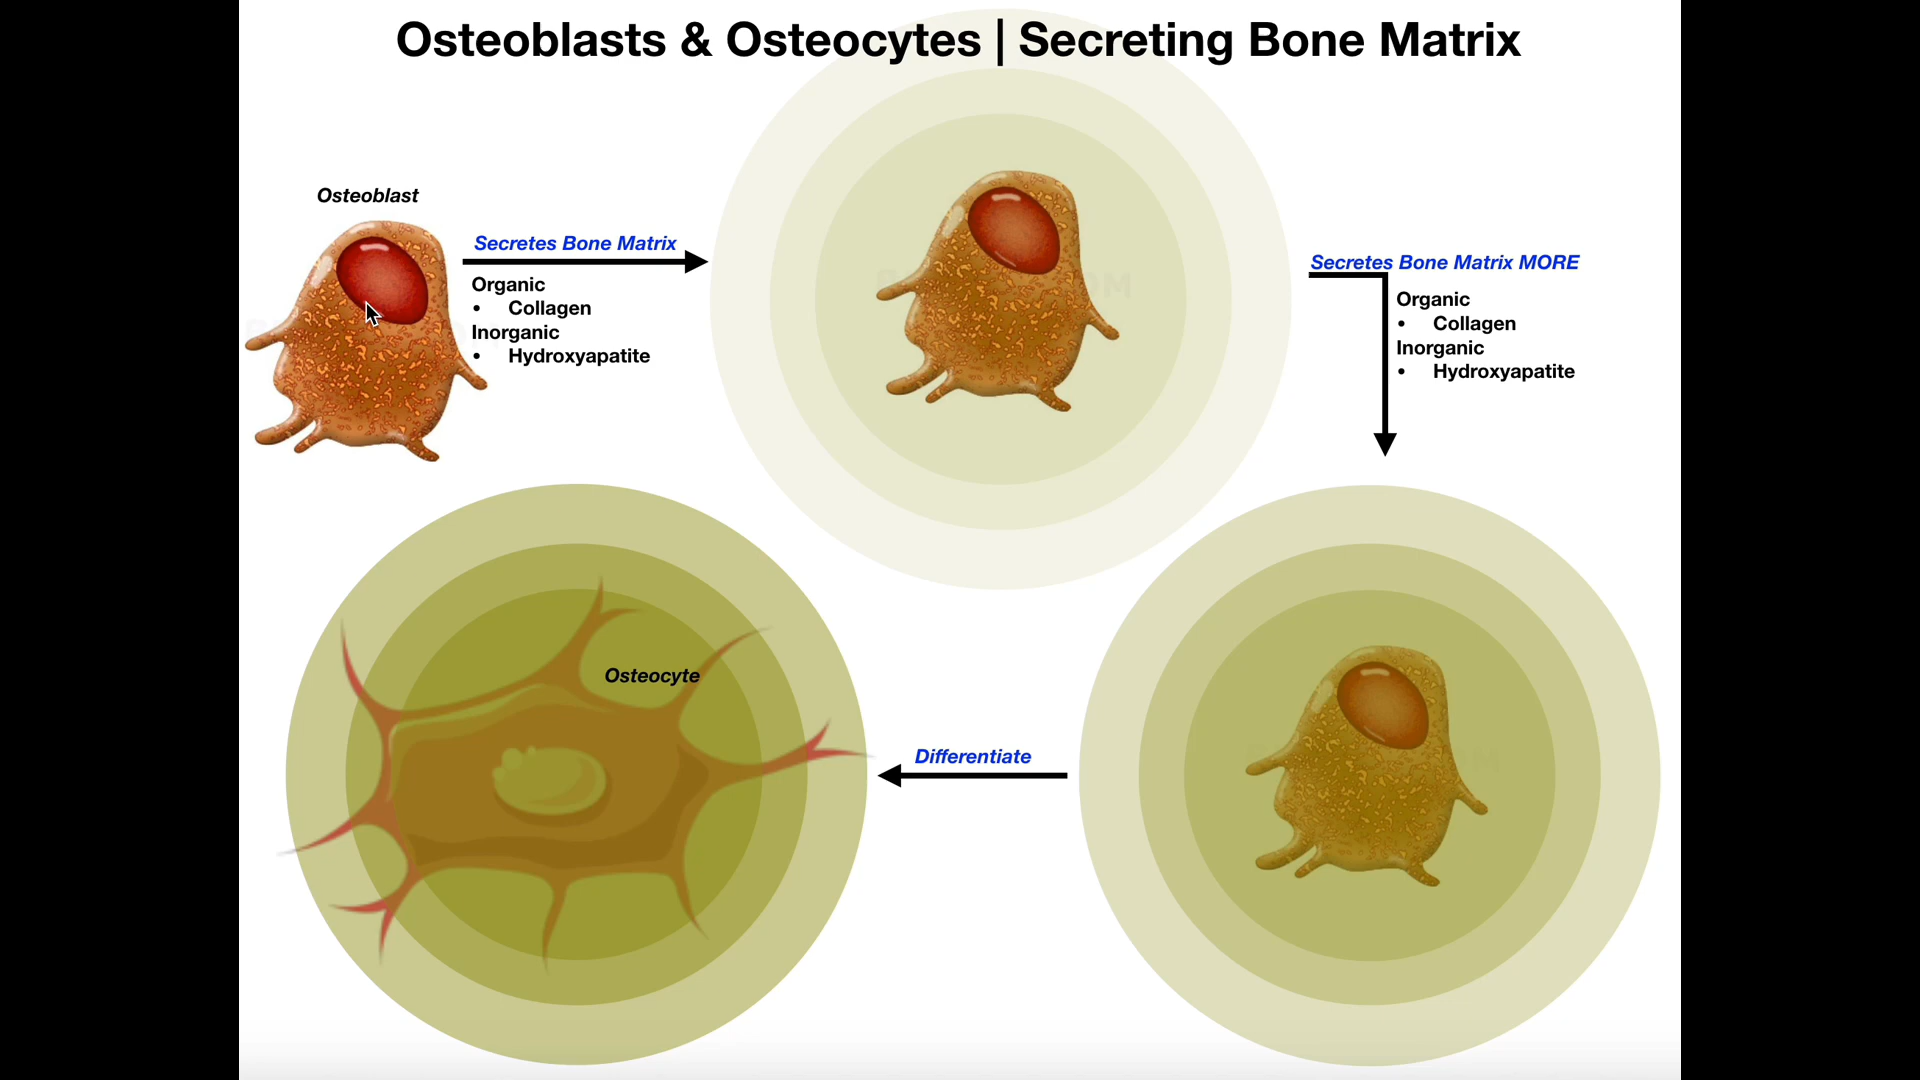 Osteoblasts & Osteocytes | Secreting Bone Matrix
Osteoblast
Secretes Bone Matrix
Organic
• Collagen
Inorganic
• Hydroxyapatite
Secretes Bone Matrix MORE
Organic
• Collagen
Inorganic
• Hydroxyapatite
Osteocyte
Differentiate